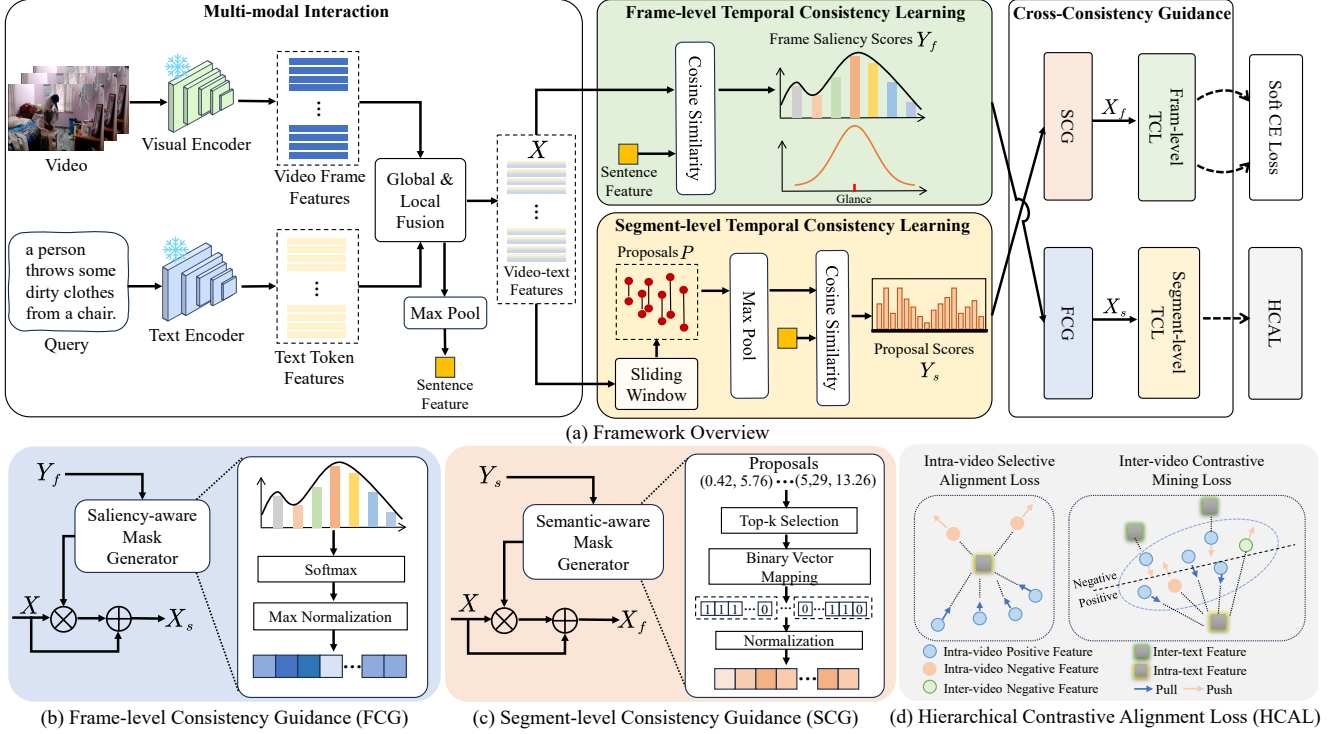 Multi-modal Interaction
Video
Visual Encoder
Video Frame
Features
a person
throws some
dirty clothes
from a chair.
Query
Text Encoder
Text Token
Features
Global &
Local
Fusion
Max Pool
Sentence
Feature
X
Video-text
Features
Frame-level Temporal Consistency Learning
Sentence
Feature
Cosine Similarity
Frame Saliency Scores Y_f
Glance
Segment-level Temporal Consistency Learning
Proposals P
Sliding
Window
Max Pool
Cosine Similarity
Proposal Scores
Y_s
Cross-Consistency Guidance
SCG
X_f
Fram-level
TCL
Soft CE Loss
FCG
X_s
Segment-level
TCL
HCAL
(a) Framework Overview
Y_f
Saliency-aware
Mask
Generator
X
X_s
Softmax
Max Normalization
(b) Frame-level Consistency Guidance (FCG)
Y_s
Semantic-aware
Mask
Generator
X
X_f
Proposals
(0.42, 5.76) ••• (5,29, 13.26)
Top-k Selection
Binary Vector
Mapping
1 1 1 ... 0 ... 0 ... 1 1 0
Normalization
(c) Segment-level Consistency Guidance (SCG)
Intra-video Selective
Alignment Loss
Inter-video Contrastive
Mining Loss
Negative
Positive
Intra-video Positive Feature
Intra-video Negative Feature
Inter-video Negative Feature
Inter-text Feature
Intra-text Feature
Pull
Push
(d) Hierarchical Contrastive Alignment Loss (HCAL)